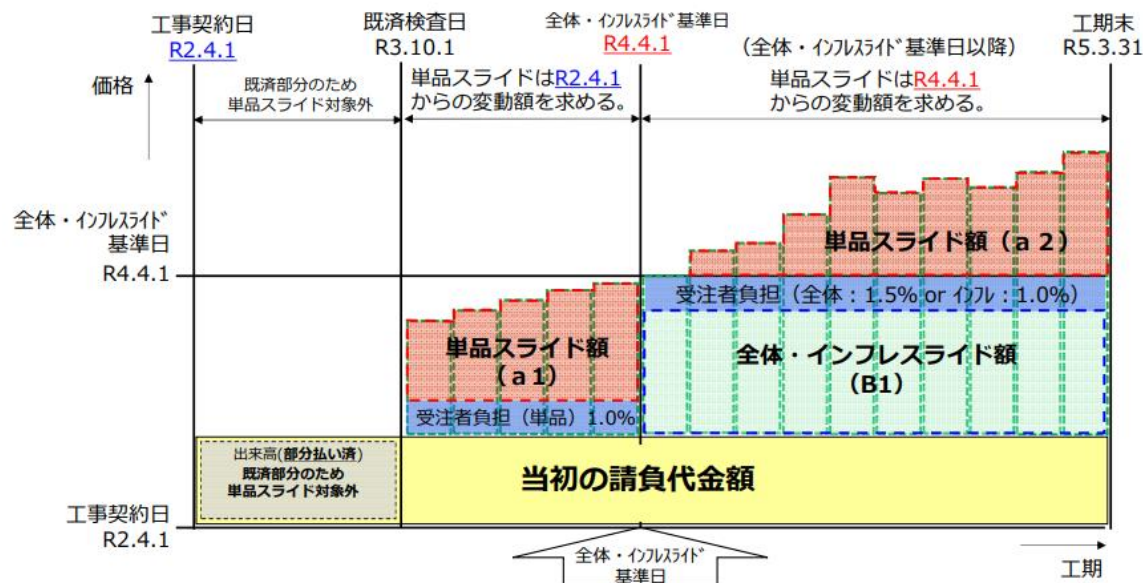 工事契約日
R2.4.1
既済検査日
R3.10.1
全体・ｲﾝﾌﾚｽﾗｲﾄﾞ基準日
R4.4.1
工期末
R5.3.31
(全体・ｲﾝﾌﾚｽﾗｲﾄﾞ基準日以降)
価格
既済部分のため
単品スライド対象外
単品スライドはR2.4.1
からの変動額を求める。
単品スライドはR4.4.1
からの変動額を求める。
全体・ｲﾝﾌﾚｽﾗｲﾄﾞ
基準日
R4.4.1
単品スライド額（ａ２）
受注者負担（全体：1.5% or ｲﾝﾌﾚ：1.0%）
単品スライド額
（ａ1）
全体・インフレスライド額
（B1）
受注者負担（単品）1.0%
出来高(部分払い済)
既済部分のため
単品スライド対象外
当初の請負代金額
工事契約日
R2.4.1
全体・ｲﾝﾌﾚｽﾗｲﾄﾞ
基準日
工期